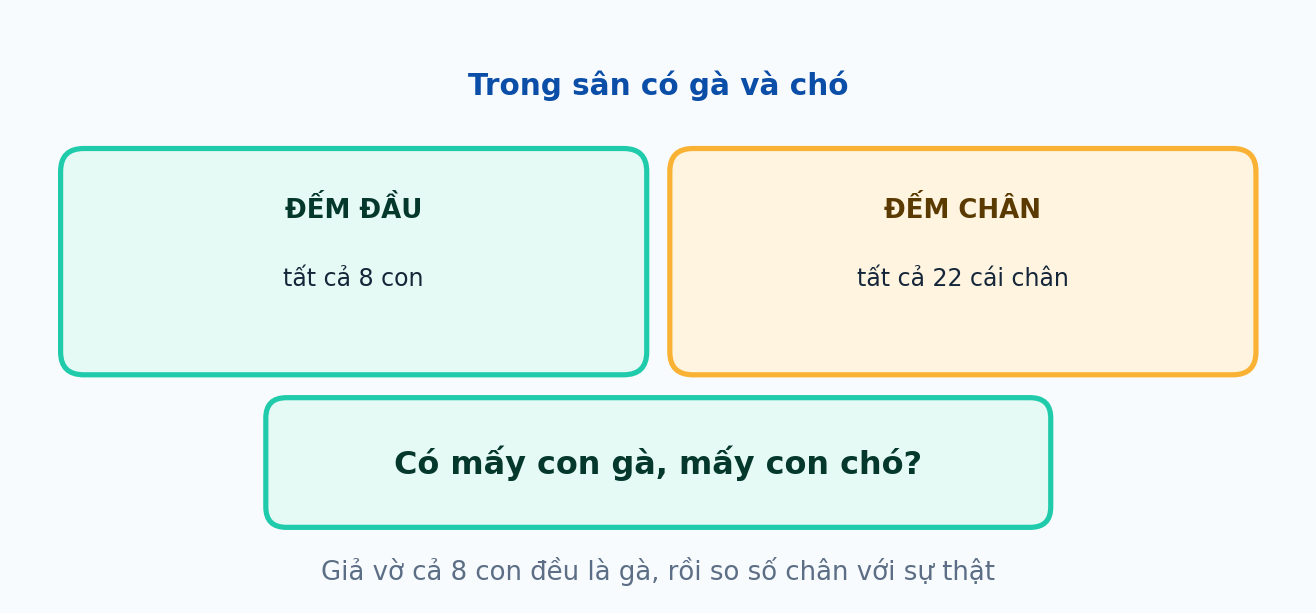 Trong sân có gà và chó
ĐẾM ĐẦU
tất cả 8 con
ĐẾM CHÂN
tất cả 22 cái chân
Có mấy con gà, mấy con chó?
Giả vờ cả 8 con đều là gà, rồi so số chân với sự thật